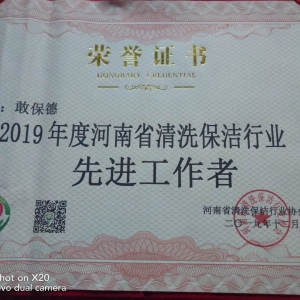 荣誉证书
HONORARY CREDENTIAL
：敢保德
2019年度河南省清洗保洁行业
先进工作者
河南省清洗保洁行业协会
二〇一九年十二月
hot on X20
vo dual camera